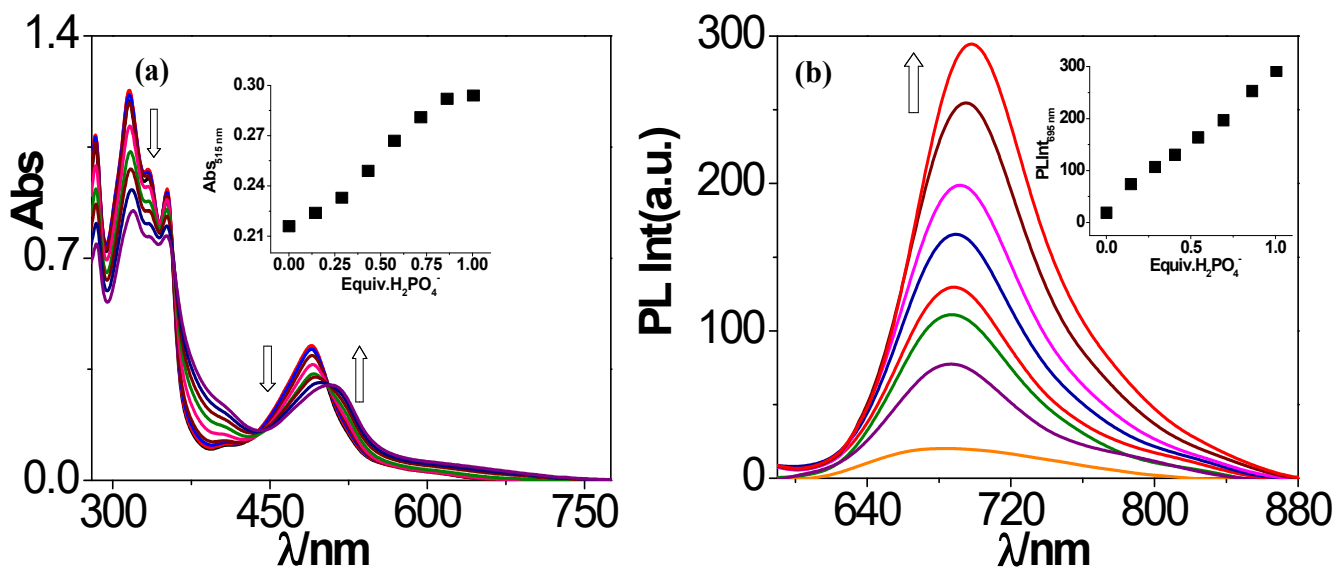 1.4
0.7
0.0
Abs
300 450 600 750
λ/nm
(a)
0.30
0.27
0.24
0.21
Abs515 nm
0.00 0.25 0.50 0.75 1.00
Equiv.H2PO4-
300
200
100
0
PL Int(a.u.)
640 720 800 880
λ/nm
(b)
300
200
100
0
PLInt695 nm
0.0 0.5 1.0
Equiv.H2PO4-